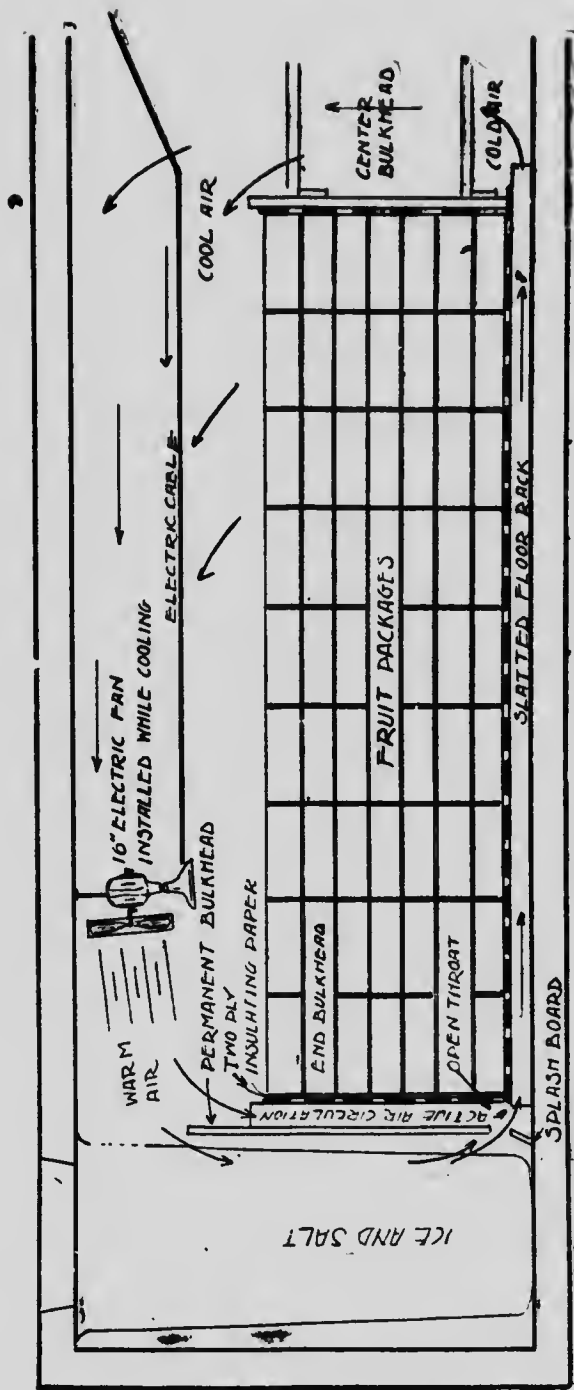 16" ELECTRIC FAN
INSTALLED WHILE COOLING
ELECTRIC CABLE
COOL AIR
WARM
AIR
PERMANENT BULKHEAD
TWO PLY
INSULATING PAPER
ICE AND SALT
ACTIVE AIR CIRCULATION
END BULKHEAD
OPEN THROAT
FRUIT PACKAGES
CENTER
BULKHEAD
COLD AIR
SLATTED FLOOR RACK
SPLASH BOARD